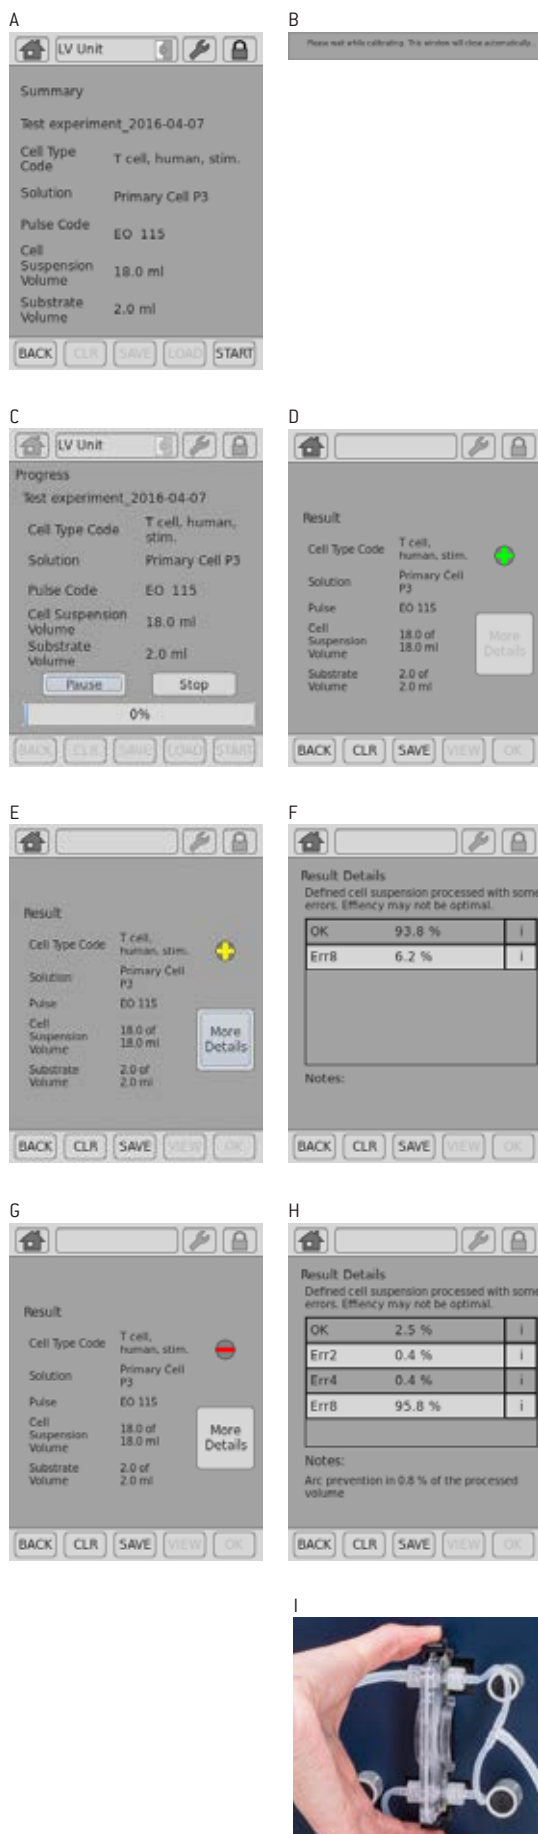 A
LV Unit
Summary
Test experiment_2016-04-07
Cell Type Code T cell, human, stim.
Solution Primary Cell P3
Pulse Code EO 115
Cell Suspension Volume 18.0 ml
Substrate Volume 2.0 ml
BACK CLR SAVE LOAD START
B
Please wait while calibrating. This window will close automatically...
C
LV Unit
Progress
Test experiment_2016-04-07
Cell Type Code T cell, human, stim.
Solution Primary Cell P3
Pulse Code EO 115
Cell Suspension Volume 18.0 ml
Substrate Volume 2.0 ml
Pause Stop
0%
BACK CLR SAVE LOAD START
D
Result
Cell Type Code T cell, human, stim.
Solution Primary Cell P3
Pulse EO 115
Cell Suspension Volume 18.0 of 18.0 ml
Substrate Volume 2.0 of 2.0 ml
More Details
BACK CLR SAVE VIEW OK
E
Result
Cell Type Code T cell, human, stim.
Solution Primary Cell P3
Pulse EO 115
Cell Suspension Volume 18.0 of 18.0 ml
Substrate Volume 2.0 of 2.0 ml
More Details
BACK CLR SAVE VIEW OK
F
Result Details
Defined cell suspension processed with some
errors. Effiency may not be optimal.
OK 93.8 % i
Err8 6.2 % i
Notes:
BACK CLR SAVE VIEW OK
G
Result
Cell Type Code T cell, human, stim.
Solution Primary Cell P3
Pulse EO 115
Cell Suspension Volume 18.0 of 18.0 ml
Substrate Volume 2.0 of 2.0 ml
More Details
BACK CLR SAVE VIEW OK
H
Result Details
Defined cell suspension processed with some
errors. Effiency may not be optimal.
OK 2.5 % i
Err2 0.4 % i
Err4 0.4 % i
Err8 95.8 % i
Notes:
Arc prevention in 0.8 % of the processed
volume
BACK CLR SAVE VIEW OK
I